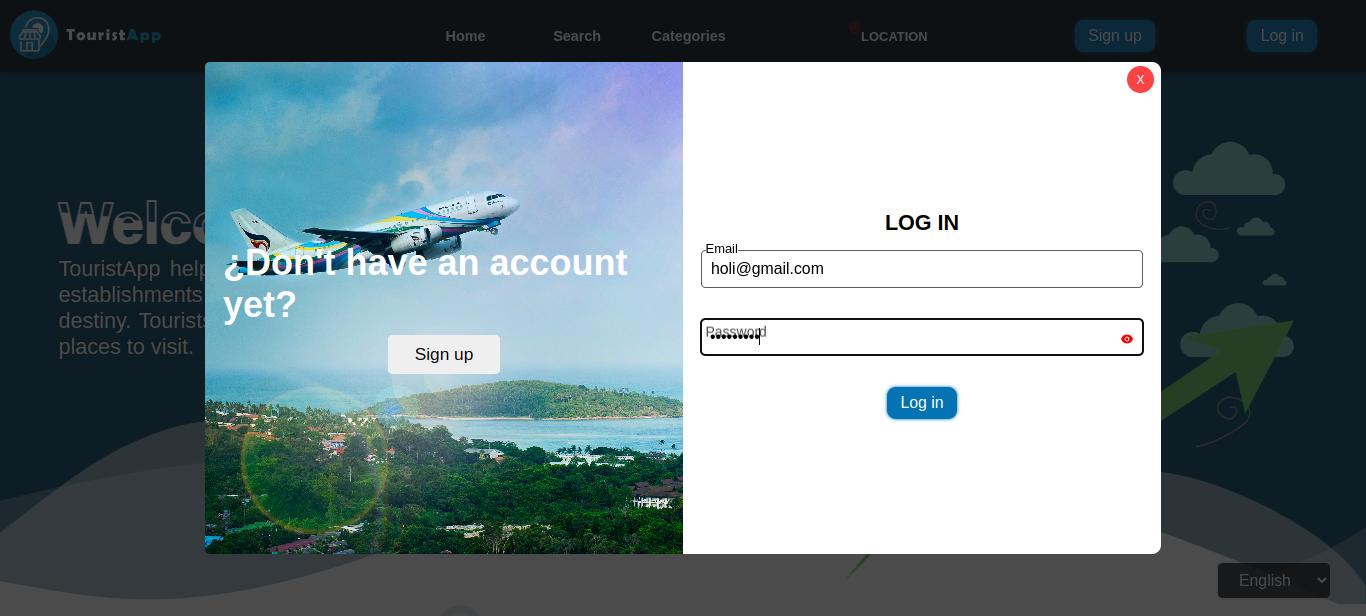 TouristApp
Home
Search
Categories
LOCATION
Sign up
Log in
X
Welco
TouristApp help
establishments
destiny. Tourists
places to visit.
¿Don't have an account
yet?
Sign up
LOG IN
Email
holi@gmail.com
Password
•••••••••
Log in
English